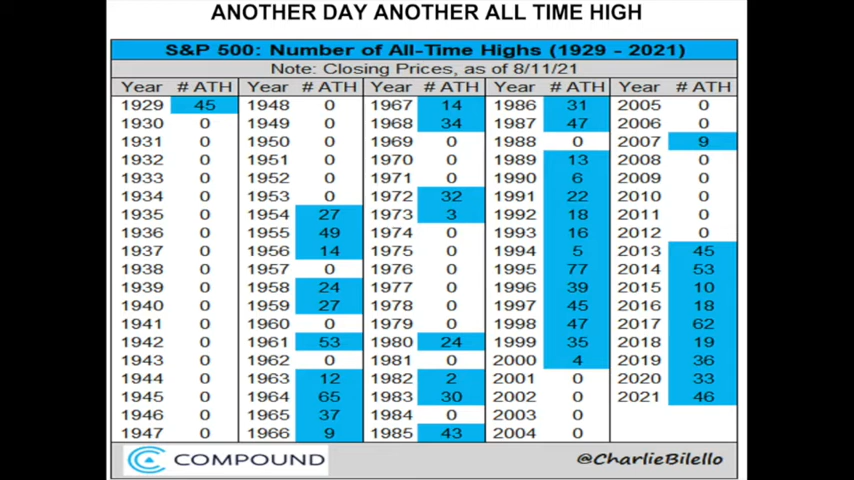 ANOTHER DAY ANOTHER ALL TIME HIGH
S&P 500: Number of All-Time Highs (1929 - 2021)
Note: Closing Prices, as of 8/11/21
Year # ATH Year # ATH Year # ATH Year # ATH Year # ATH
1929 45 1948 0 1967 14 1986 31 2005 0
1930 0 1949 0 1968 34 1987 47 2006 0
1931 0 1950 0 1969 0 1988 0 2007 9
1932 0 1951 0 1970 0 1989 13 2008 0
1933 0 1952 0 1971 0 1990 6 2009 0
1934 0 1953 0 1972 32 1991 22 2010 0
1935 0 1954 27 1973 3 1992 18 2011 0
1936 0 1955 49 1974 0 1993 16 2012 0
1937 0 1956 14 1975 0 1994 5 2013 45
1938 0 1957 0 1976 0 1995 77 2014 53
1939 0 1958 24 1977 0 1996 39 2015 10
1940 0 1959 27 1978 0 1997 45 2016 18
1941 0 1960 0 1979 0 1998 47 2017 62
1942 0 1961 53 1980 24 1999 35 2018 19
1943 0 1962 0 1981 0 2000 4 2019 36
1944 0 1963 12 1982 2 2001 0 2020 33
1945 0 1964 65 1983 30 2002 0 2021 46
1946 0 1965 37 1984 0 2003 0
1947 0 1966 9 1985 43 2004 0
COMPOUND @CharlieBilello